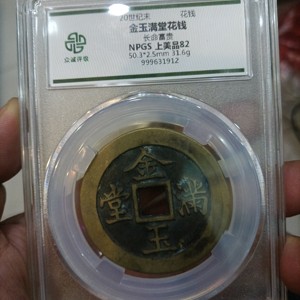 20世纪末 花钱
金玉满堂花钱
长命富贵
NPGS 上美品82
50.3*2.5mm 31.6g
999631912
公诚评级
金玉满堂